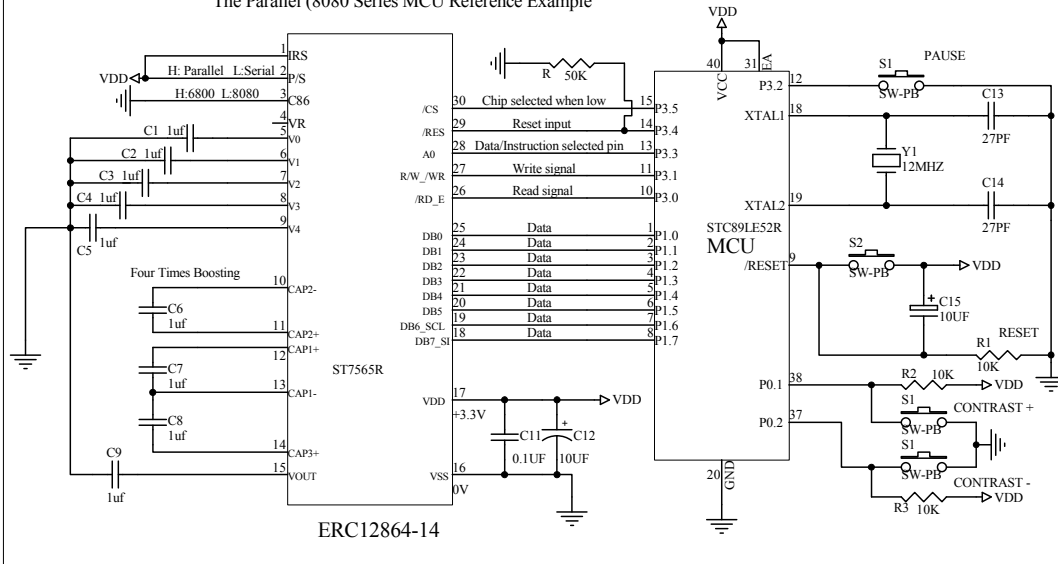 The Parallel (8080 Series MCU Reference Example
1
IRS
VDD
H: Parallel L:Serial
2
P/S
H:6800 L:8080
3
C86
4
VR
C1 1uf
5
V0
C2 1uf
6
V1
C3 1uf
7
V2
C4 1uf
8
V3
C5
1uf
9
V4
Four Times Boosting
10
CAP2-
C6
1uf
11
CAP2+
CAP1+
12
C7
1uf
13
CAP1-
C8
1uf
14
CAP3+
C9
1uf
15
VOUT
ST7565R
ERC12864-14
/CS
30
Chip selected when low
15
P3.5
/RES
29
Reset input
14
P3.4
A0
28
Data/Instruction selected pin
13
P3.3
R/W_/WR
27
Write signal
11
P3.1
/RD_E
26
Read signal
10
P3.0
DB0
25
Data
1
P1.0
DB1
24
Data
2
P1.1
DB2
23
Data
3
P1.2
DB3
22
Data
4
P1.3
DB4
21
Data
5
P1.4
DB5
20
Data
6
P1.5
DB6_SCL
19
Data
7
P1.6
DB7_SI
18
Data
8
P1.7
VDD
17
+3.3V
VDD
C11
0.1UF
C12
+
10UF
VSS
16
0V
R
50K
VDD
40
VCC
31
EA
STC89LE52R
MCU
20
GND
P3.2
12
S1
SW-PB
PAUSE
XTAL1
18
C13
27PF
Y1
12MHZ
XTAL2
19
C14
27PF
/RESET
9
S2
SW-PB
VDD
+
C15
10UF
RESET
R1
10K
P0.1
38
R2 10K
VDD
S1
SW-PB
CONTRAST +
P0.2
37
S1
SW-PB
CONTRAST -
R3 10K
VDD